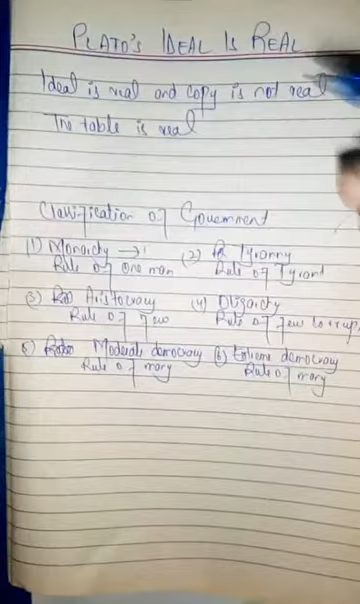 PLATO'S IDEAL IS REAL
Ideal is real and copy is not real
The table is real
Classification of Government
(1) Monarchy → (2) Tyranny
Rule of one man Rule of Tyrant
(3) Aristocracy (4) Oligarchy
Rule of few Rule of few corrup
(5) Moderate democracy (6) Extreme democracy
Rule of many Rule of many